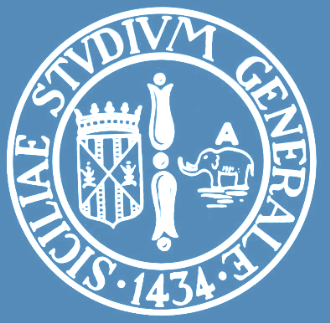 SICILIAE STVDIVM GENERALE
·1434·
A